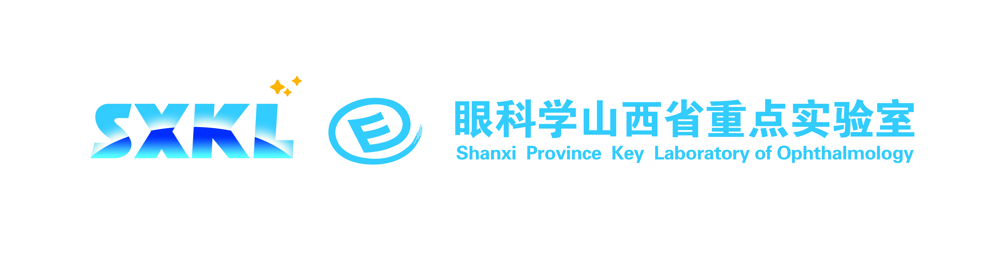 SXKL
E
眼科学山西省重点实验室
Shanxi Province Key Laboratory of Ophthalmology